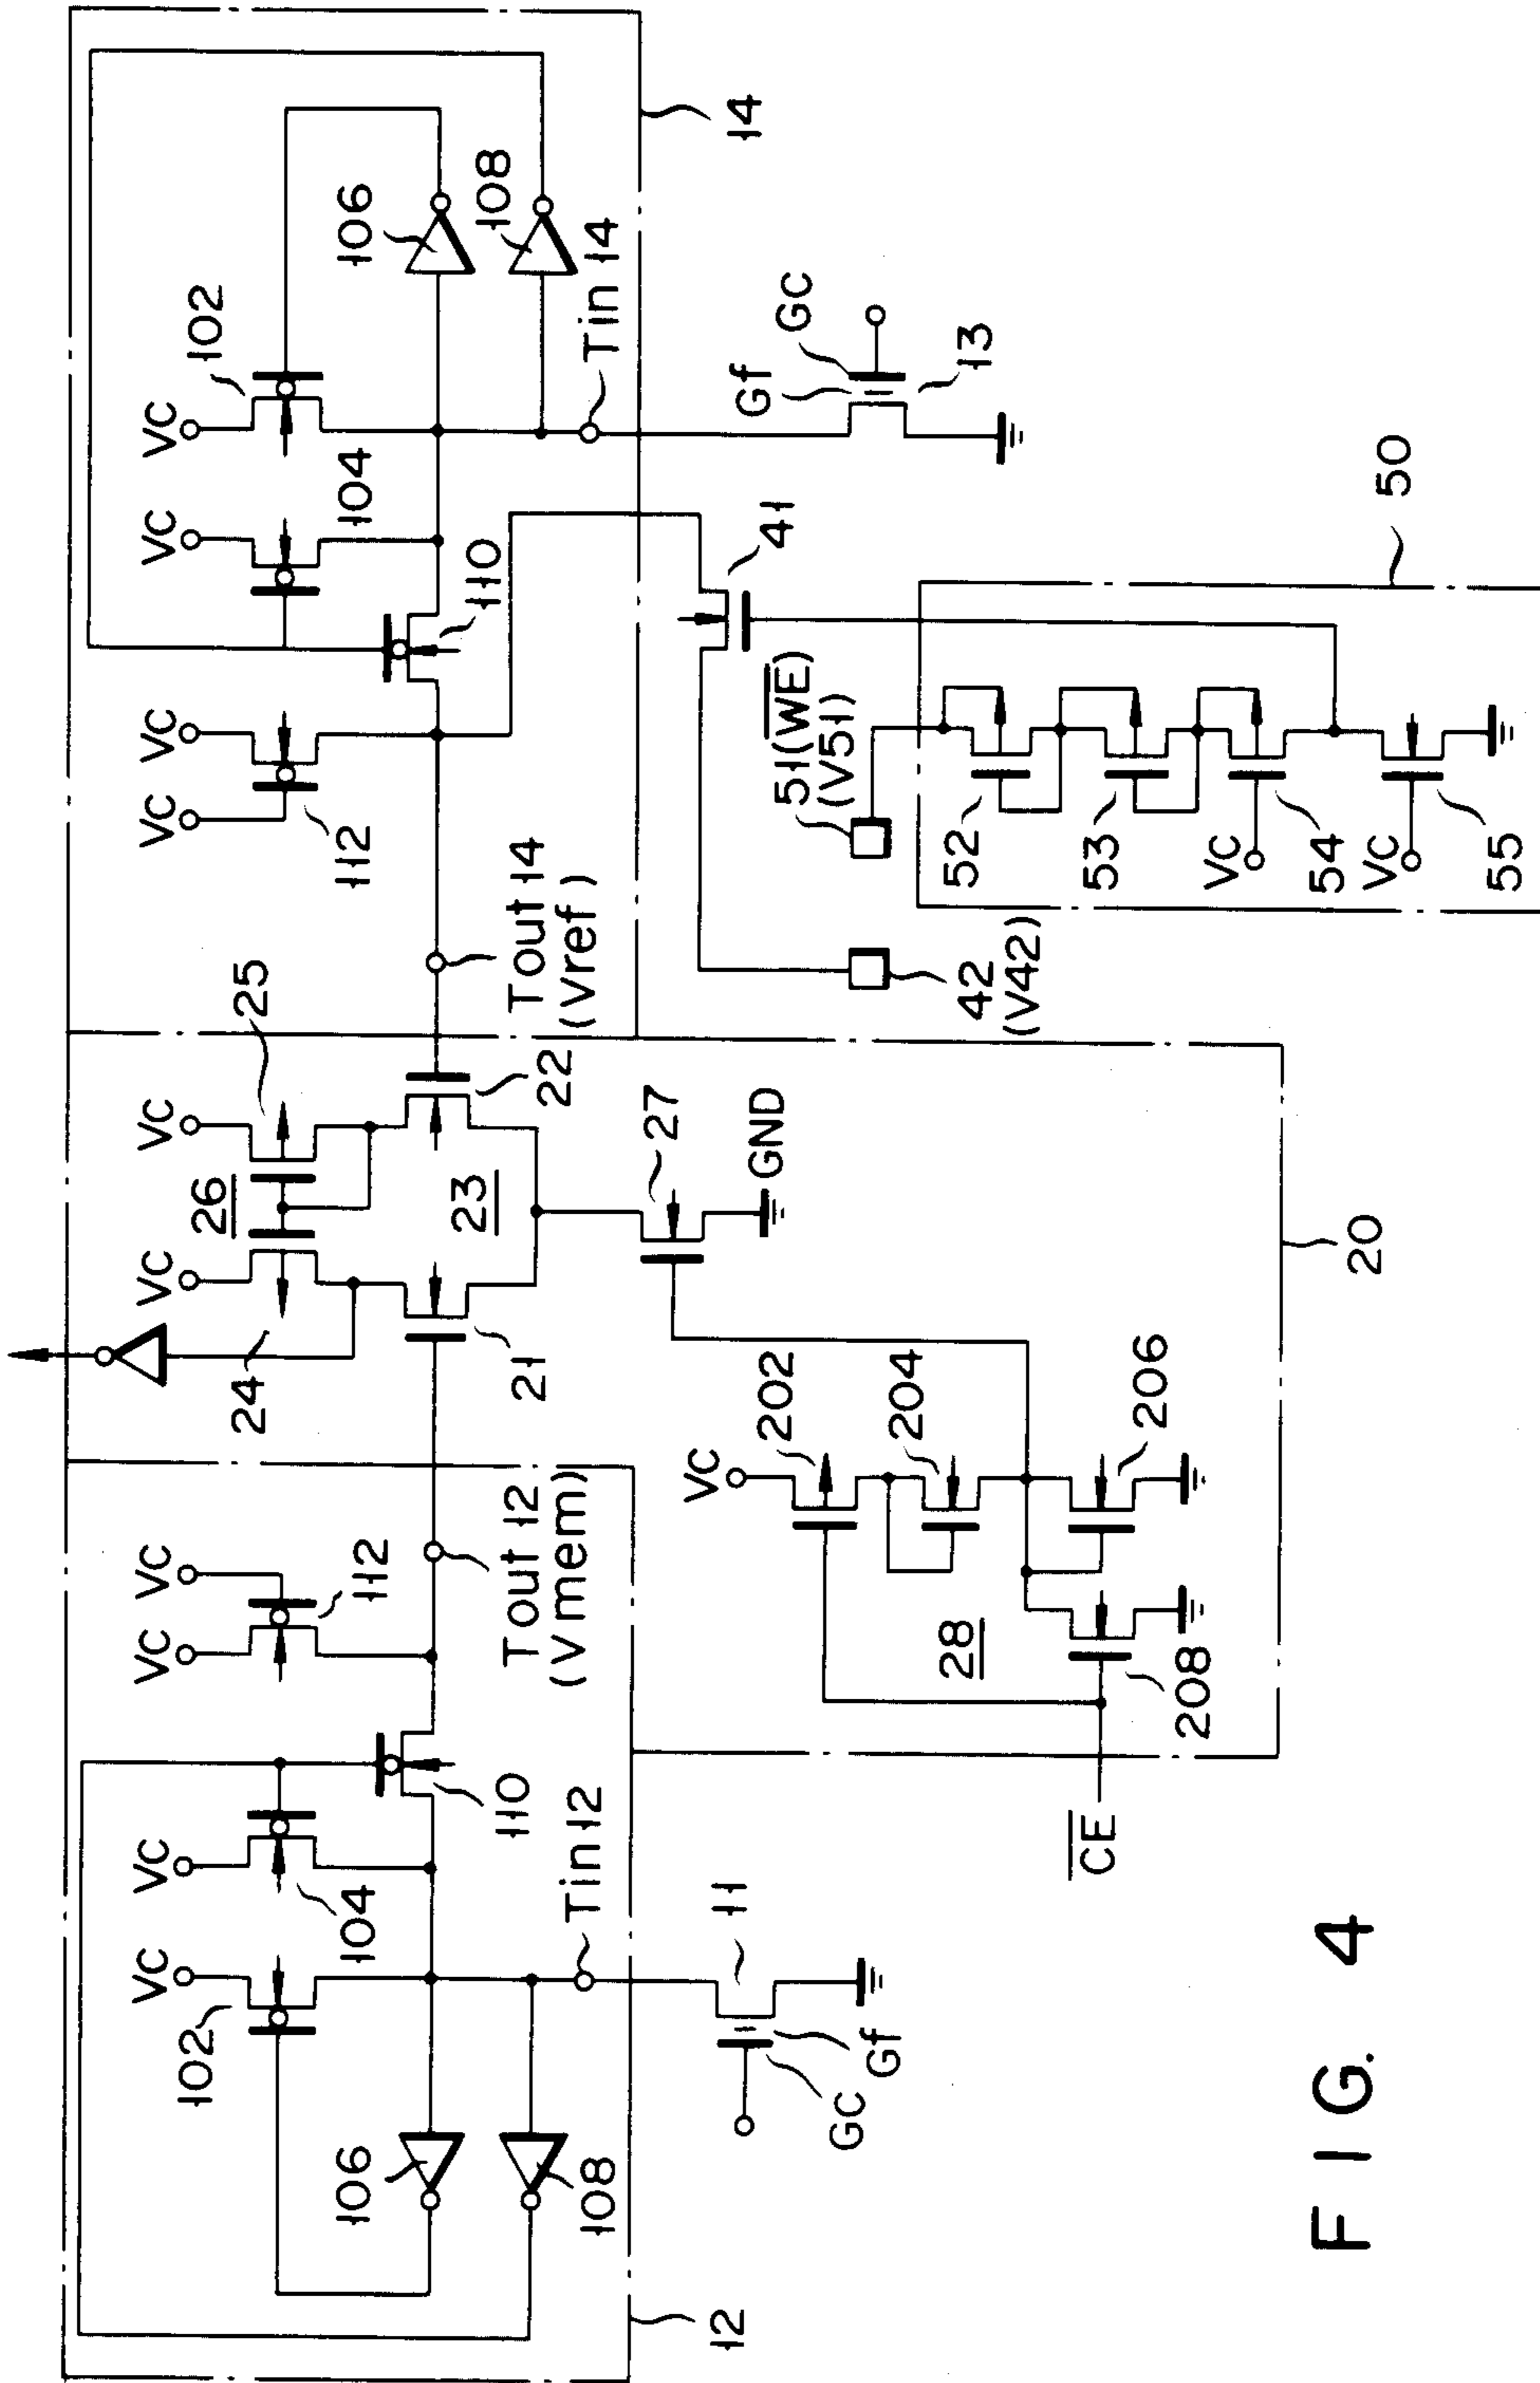 VC
VC
VC
VC
VC
VC
VC
VC
VC
VC
102
104
112
24
26
25
112
104
102
106
108
110
Tout 12
(Vmem)
21
23
22
Tout 14
(Vref)
110
106
108
Tin 12
Tin 14
12
11
GC
Gf
27
GND
VC
202
204
206
28
208
CE
20
14
Gf
GC
13
41
42
(V42)
51(WE)
(V51)
52
53
VC
54
VC
55
50
FIG. 4